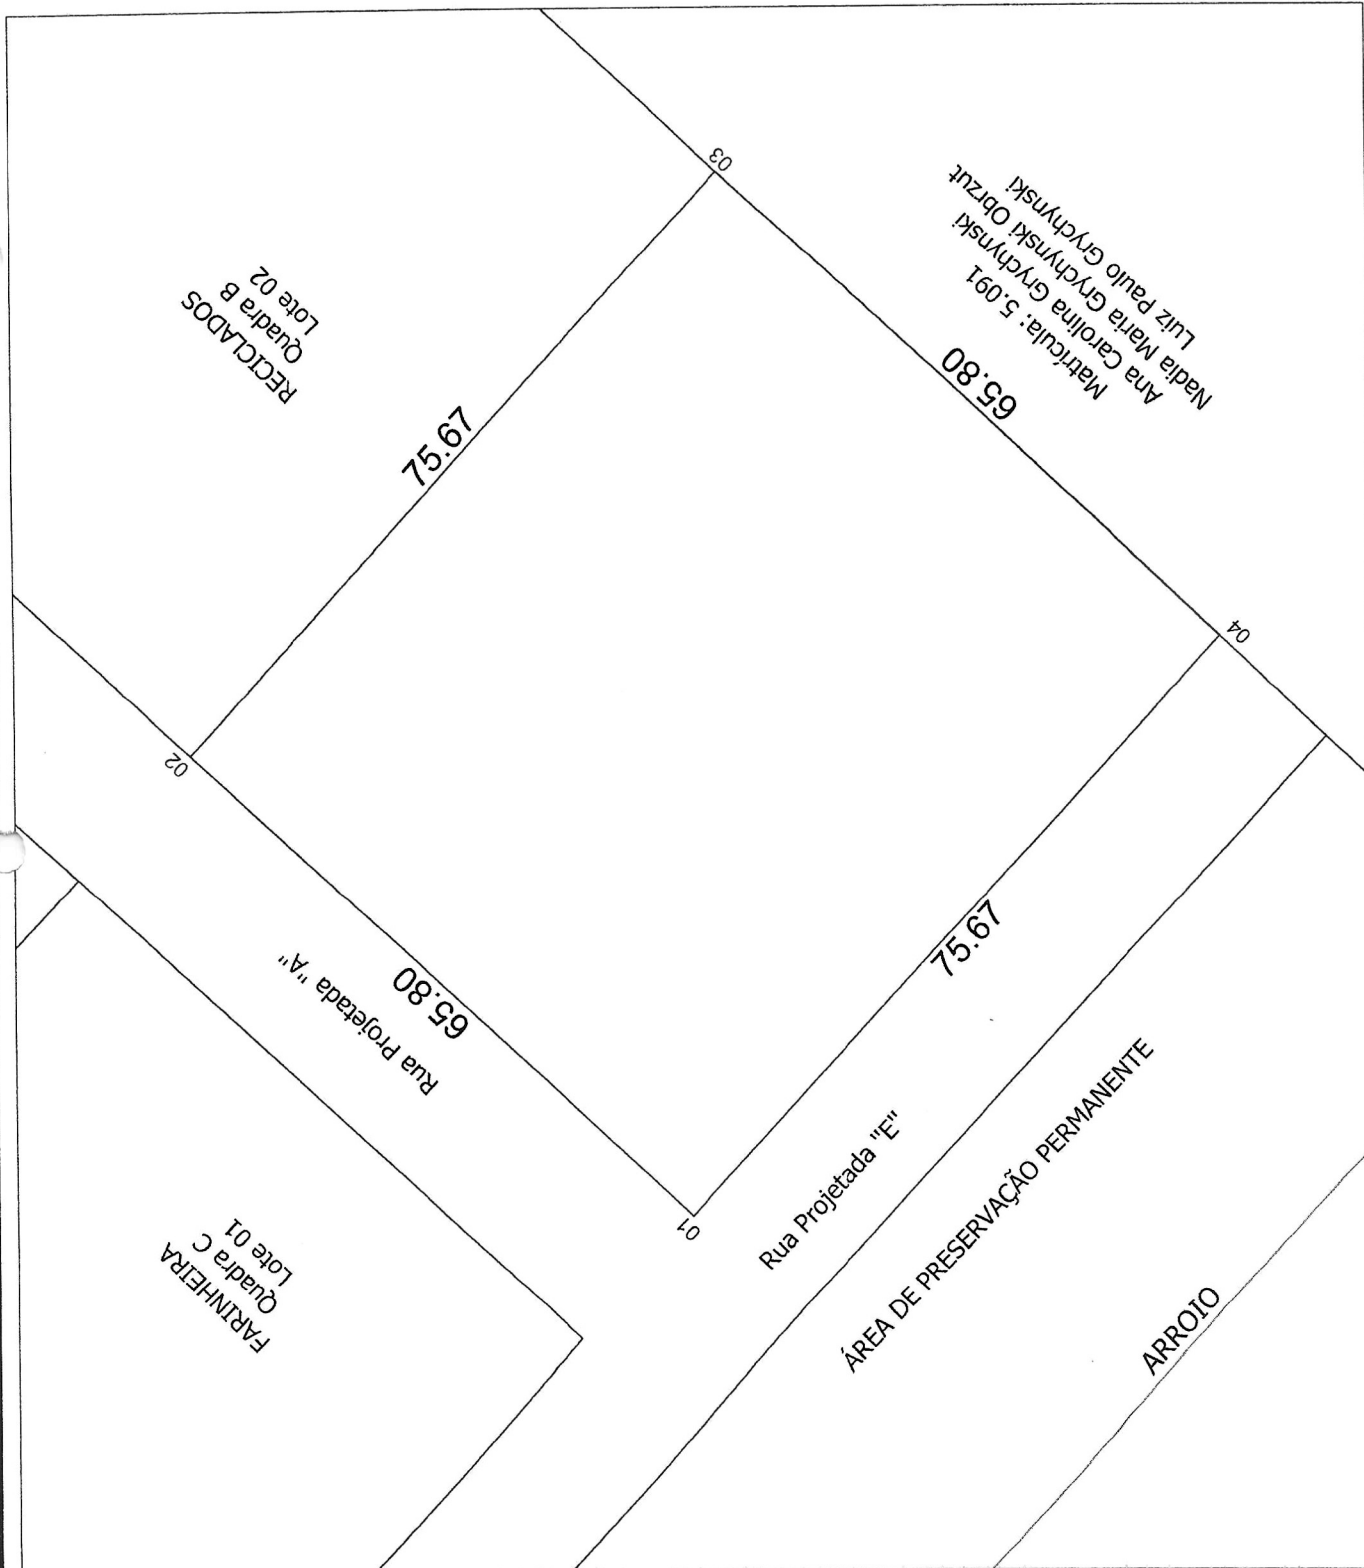 03
RECICLADOS
Quadra B
Lote 02
Matrícula: 5.091
Ana Carolina Grychynski
Nadia Maria Grychynski Obrzut
Luiz Paulo Grychynski
75.67
65.80
04
02
Rua Projetada "A"
65.80
75.67
01
Rua Projetada "E"
ÁREA DE PRESERVAÇÃO PERMANENTE
FARINHEIRA
Quadra C
Lote 01
ARROIO